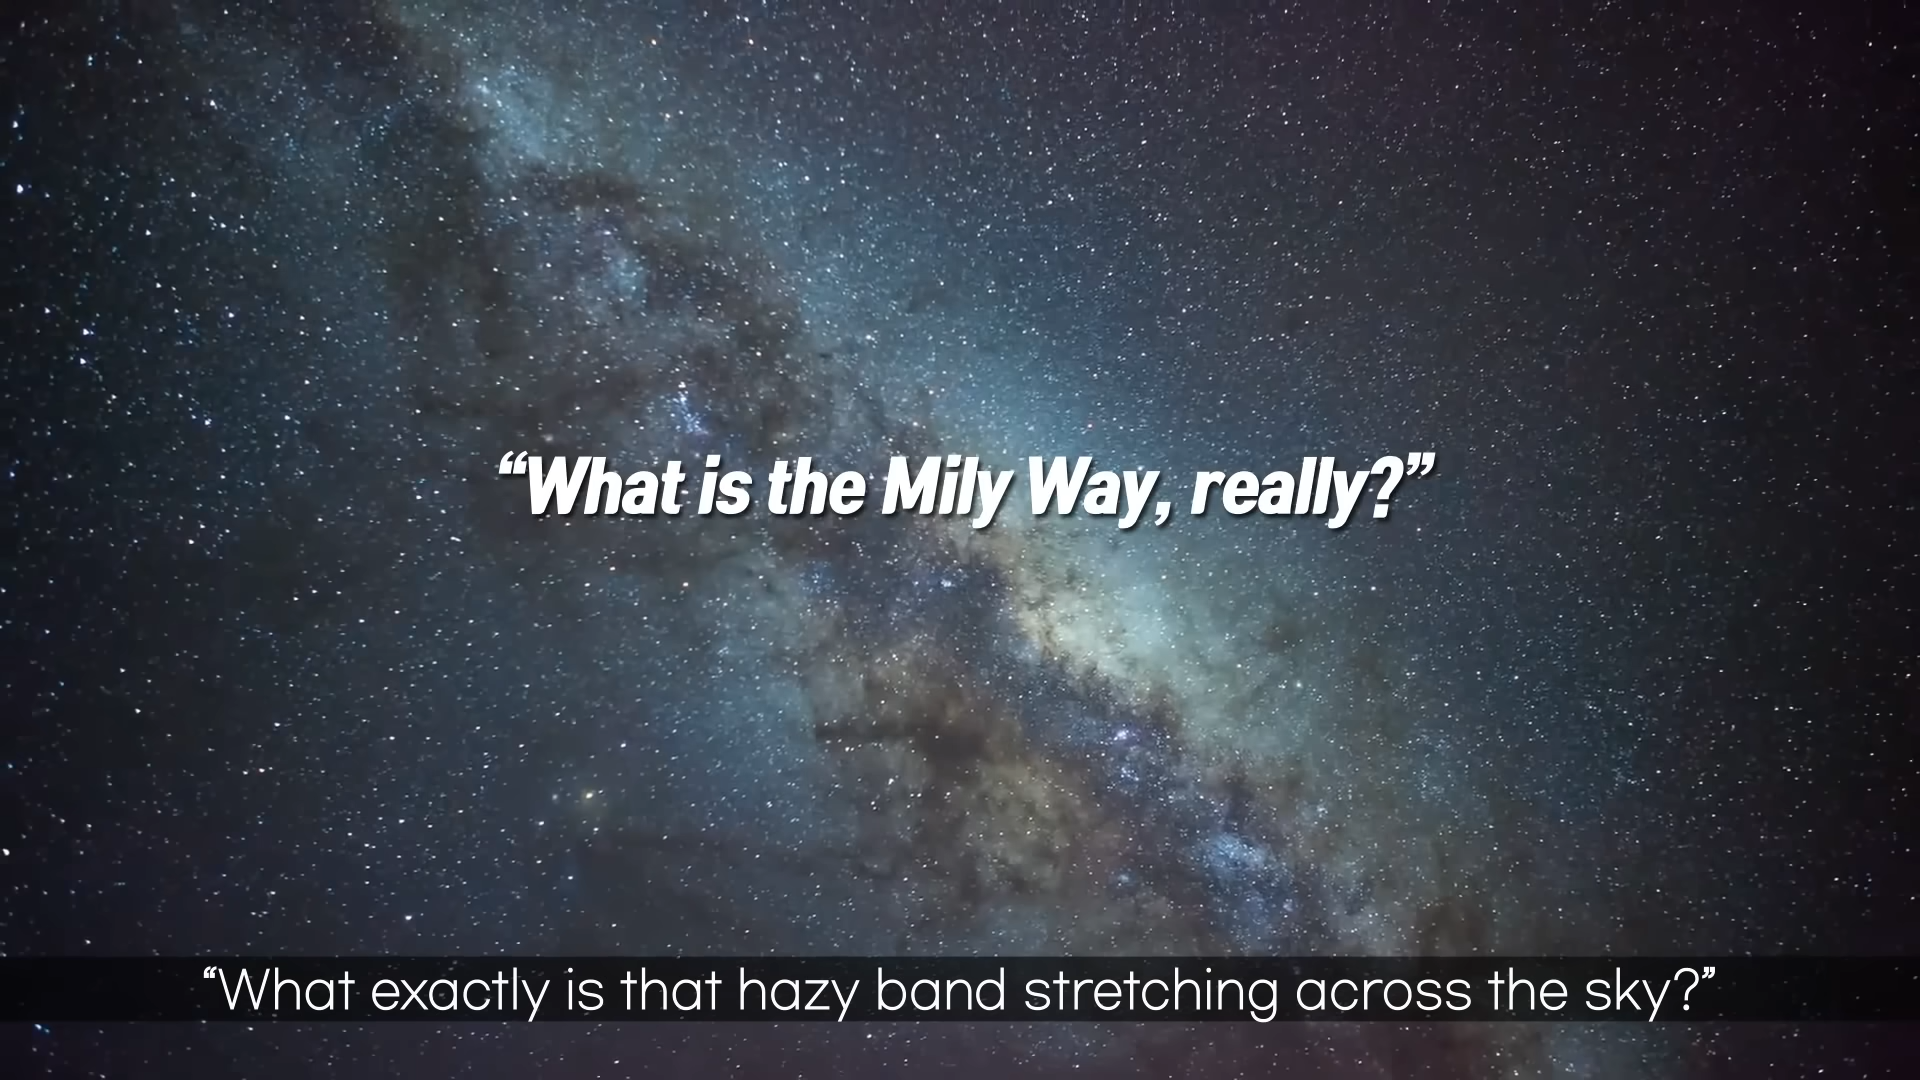 “What is the Mily Way, really?”
“What exactly is that hazy band stretching across the sky?”